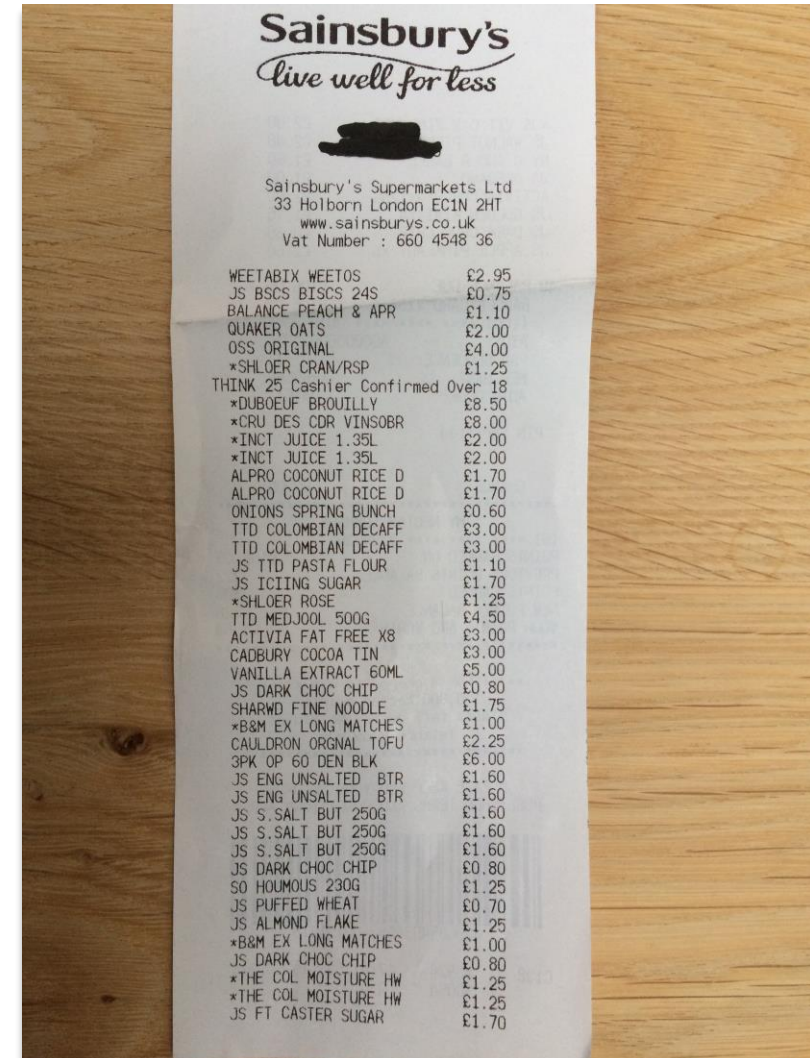 Sainsbury's
live well for less
Sainsbury's Supermarkets Ltd
33 Holborn London EC1N 2HT
www.sainsburys.co.uk
Vat Number : 660 4548 36
WEETABIX WEETOS £2.95
JS BSCS BISCS 24S £0.75
BALANCE PEACH & APR £1.10
QUAKER OATS £2.00
OSS ORIGINAL £4.00
*SHLOER CRAN/RSP £1.25
THINK 25 Cashier Confirmed Over 18
*DUBOEUF BROUILLY £8.50
*CRU DES CDR VINSOBR £8.00
*INCT JUICE 1.35L £2.00
*INCT JUICE 1.35L £2.00
ALPRO COCONUT RICE D £1.70
ALPRO COCONUT RICE D £1.70
ONIONS SPRING BUNCH £0.60
TTD COLOMBIAN DECAFF £3.00
TTD COLOMBIAN DECAFF £3.00
JS TTD PASTA FLOUR £1.10
JS ICIING SUGAR £1.70
*SHLOER ROSE £1.25
TTD MEDJOOL 500G £4.50
ACTIVIA FAT FREE X8 £3.00
CADBURY COCOA TIN £3.00
VANILLA EXTRACT 60ML £5.00
JS DARK CHOC CHIP £0.80
SHARWD FINE NOODLE £1.75
*B&M EX LONG MATCHES £1.00
CAULDRON ORGNAL TOFU £2.25
3PK OP 60 DEN BLK £6.00
JS ENG UNSALTED BTR £1.60
JS ENG UNSALTED BTR £1.60
JS S.SALT BUT 250G £1.60
JS S.SALT BUT 250G £1.60
JS S.SALT BUT 250G £1.60
JS DARK CHOC CHIP £0.80
SO HOUMOUS 230G £1.25
JS PUFFED WHEAT £0.70
JS ALMOND FLAKE £1.25
*B&M EX LONG MATCHES £1.00
JS DARK CHOC CHIP £0.80
*THE COL MOISTURE HW £1.25
*THE COL MOISTURE HW £1.25
JS FT CASTER SUGAR £1.70